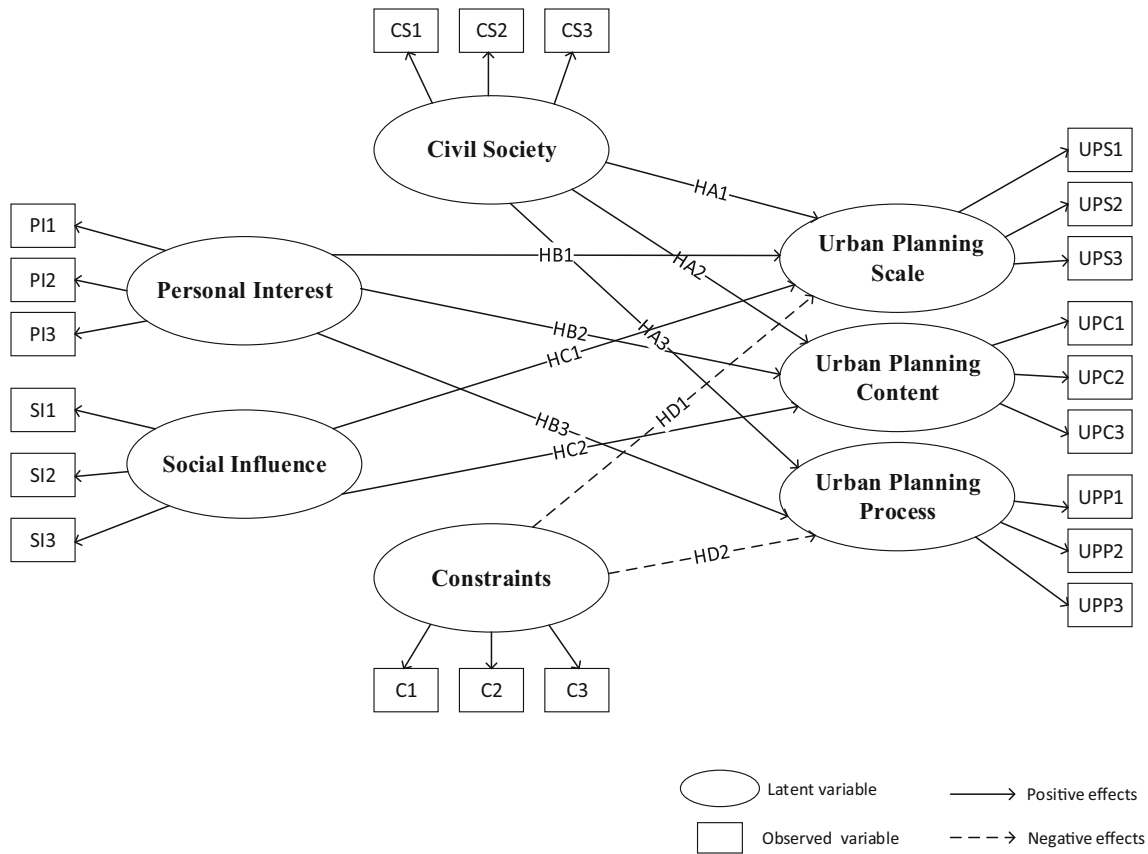 CS1 CS2 CS3
Civil Society
UPS1
HA1
UPS2
PI1
Urban Planning
Scale
UPS3
HB1
HA2
PI2
Personal Interest
UPC1
PI3
HB2
HA3
HC1
Urban Planning
Content
UPC2
SI1
HD1
HB3
UPC3
HC2
Social Influence
SI2
Urban Planning
Process
UPP1
SI3
HD2
UPP2
Constraints
UPP3
C1 C2 C3
Latent variable
Positive effects
Observed variable
Negative effects